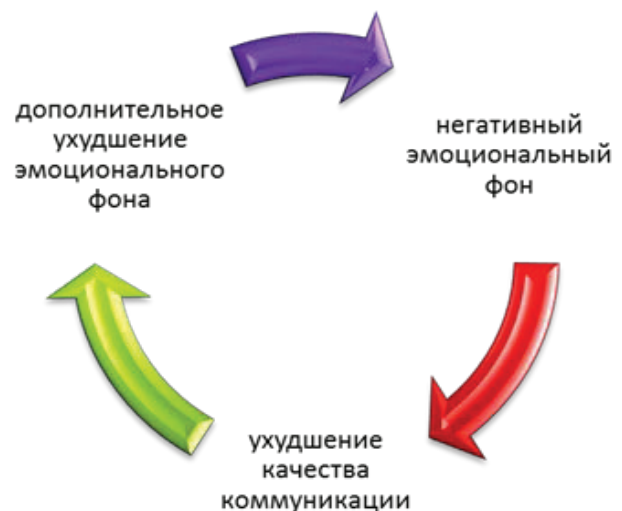 дополнительное
ухудшение
эмоционального
фона
негативный
эмоциональный
фон
ухудшение
качества
коммуникации